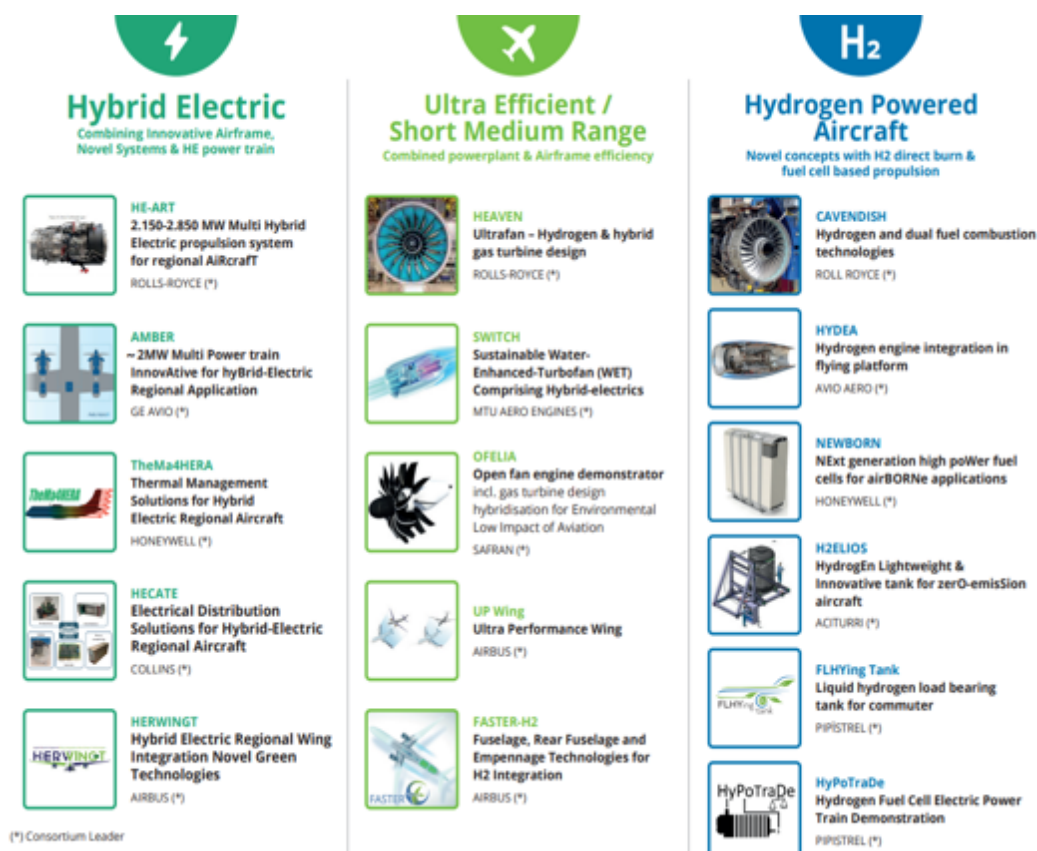 H2
Hybrid Electric
Combining Innovative Airframe,
Novel Systems & HE power train
HE-ART
2.150-2.850 MW Multi Hybrid
Electric propulsion system
for regional AiRcrafT
ROLLS-ROYCE (*)
AMBER
~ 2MW Multi Power train
InnovAtive for hyBrid-Electric
Regional Application
GE AVIO (*)
TheMa4HERA
TheMa4HERA
Thermal Management
Solutions for Hybrid
Electric Regional Aircraft
HONEYWELL (*)
HECATE
Electrical Distribution
Solutions for Hybrid-Electric
Regional Aircraft
COLLINS (*)
HERWINGT
HERWINGT
Hybrid Electric Regional Wing
Integration Novel Green
Technologies
AIRBUS (*)
(*) Consortium Leader
Ultra Efficient /
Short Medium Range
Combined powerplant & Airframe efficiency
HEAVEN
Ultrafan – Hydrogen & hybrid
gas turbine design
ROLLS-ROYCE (*)
SWITCH
Sustainable Water-
Enhanced-Turbofan (WET)
Comprising Hybrid-electrics
MTU AERO ENGINES (*)
OFELIA
Open fan engine demonstrator
incl. gas turbine design
hybridisation for Environmental
Low Impact of Aviation
SAFRAN (*)
UP Wing
Ultra Performance Wing
AIRBUS (*)
FASTER
FASTER-H2
Fuselage, Rear Fuselage and
Empennage Technologies for
H2 Integration
AIRBUS (*)
Hydrogen Powered
Aircraft
Novel concepts with H2 direct burn &
fuel cell based propulsion
CAVENDISH
Hydrogen and dual fuel combustion
technologies
ROLL ROYCE (*)
HYDEA
Hydrogen engine integration in
flying platform
AVIO AERO (*)
NEWBORN
NExt generation high poWer fuel
cells for airBORNe applications
HONEYWELL (*)
H2ELIOS
HydrogEn Lightweight &
Innovative tank for zerO-emisSion
aircraft
ACITURRI (*)
FLHYing tank
FLHYing Tank
Liquid hydrogen load bearing
tank for commuter
PIPISTREL (*)
HyPoTraDe
HyPoTraDe
Hydrogen Fuel Cell Electric Power
Train Demonstration
PIPISTREL (*)